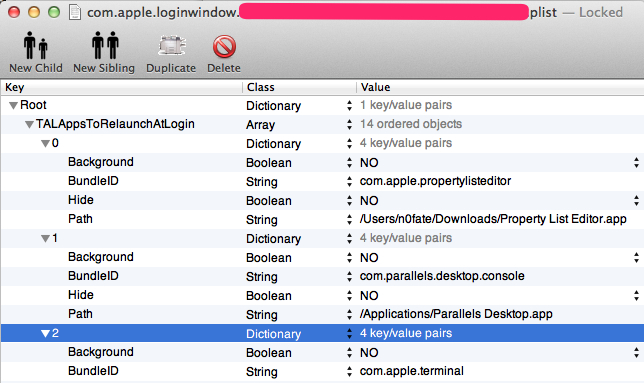 com.apple.loginwindow. plist — Locked
New Child New Sibling Duplicate Delete
Key Class Value
Root Dictionary 1 key/value pairs
TALAppsToRelaunchAtLogin Array 14 ordered objects
0 Dictionary 4 key/value pairs
Background Boolean NO
BundleID String com.apple.propertylisteditor
Hide Boolean NO
Path String /Users/n0fate/Downloads/Property List Editor.app
1 Dictionary 4 key/value pairs
Background Boolean NO
BundleID String com.parallels.desktop.console
Hide Boolean NO
Path String /Applications/Parallels Desktop.app
2 Dictionary 4 key/value pairs
Background Boolean NO
BundleID String com.apple.terminal